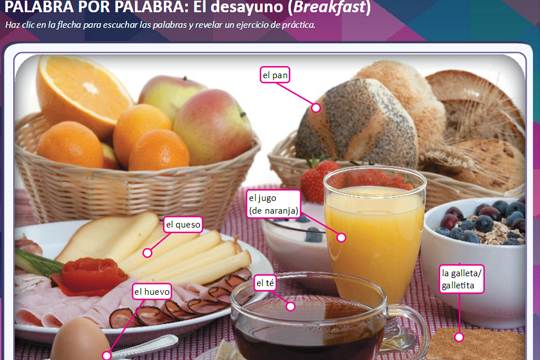 PALABRA POR PALABRA: El desayuno (Breakfast)
Haz clic en la flecha para escuchar las palabras y revelar un ejercicio de práctica.
el pan
el jugo
(de naranja)
el queso
la galleta/
galletita
el té
el huevo